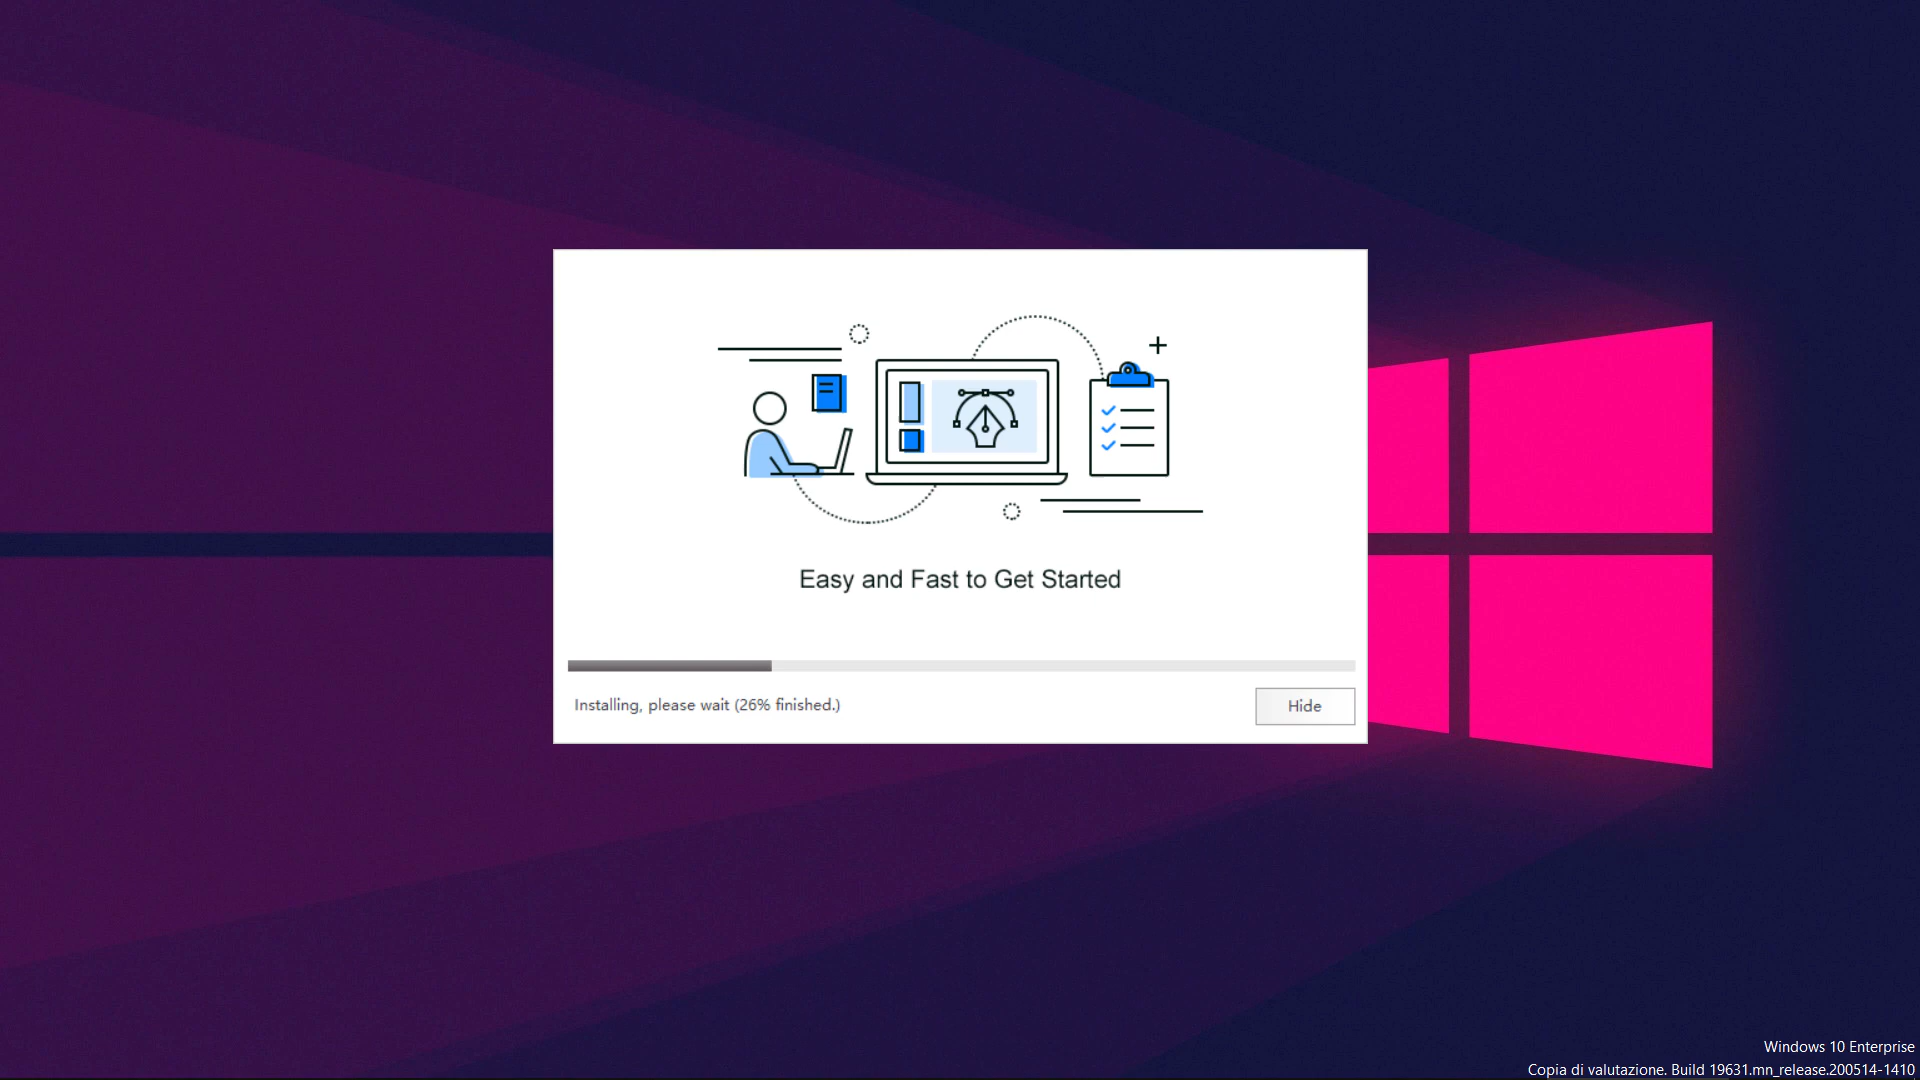 Easy and Fast to Get Started
Installing, please wait (26% finished.)
Hide
Windows 10 Enterprise
Copia di valutazione. Build 19631.mn_release.200514-1410